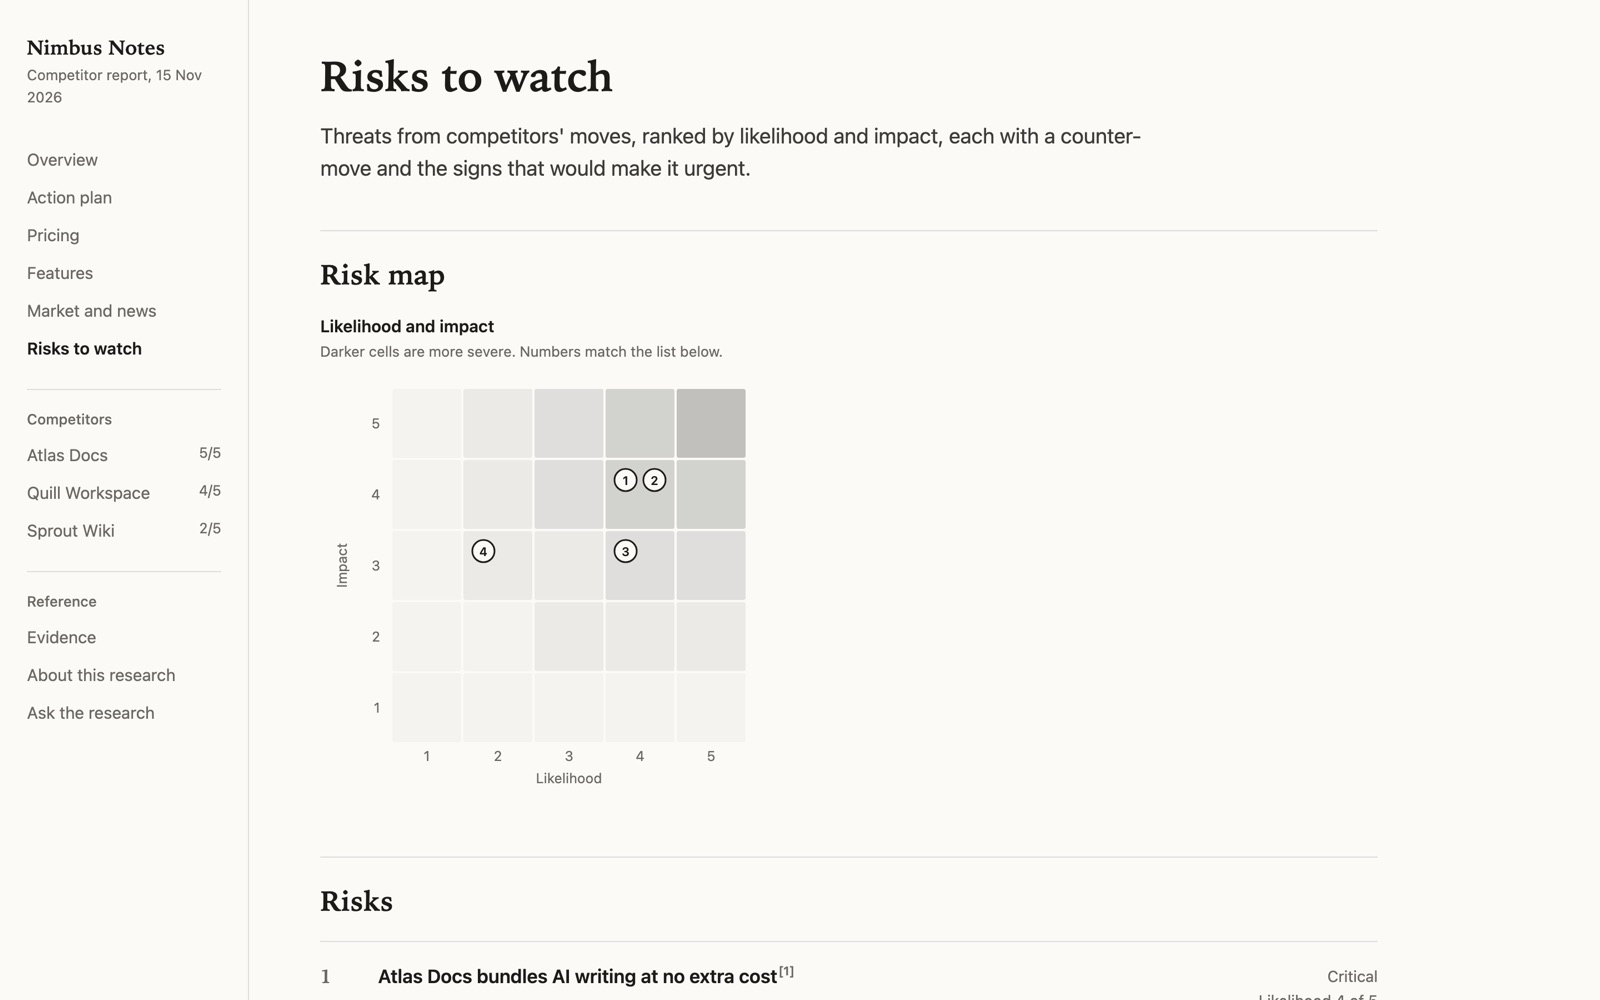 Nimbus Notes
Competitor report, 15 Nov
2026
Overview
Action plan
Pricing
Features
Market and news
Risks to watch
Competitors
Atlas Docs 5/5
Quill Workspace 4/5
Sprout Wiki 2/5
Reference
Evidence
About this research
Ask the research
Risks to watch
Threats from competitors' moves, ranked by likelihood and impact, each with a counter-
move and the signs that would make it urgent.
Risk map
Likelihood and impact
Darker cells are more severe. Numbers match the list below.
5
4
1 2
Impact
3
4 3
2
1
1 2 3 4 5
Likelihood
Risks
1 Atlas Docs bundles AI writing at no extra cost[1] Critical
Likelihood 4 of 5